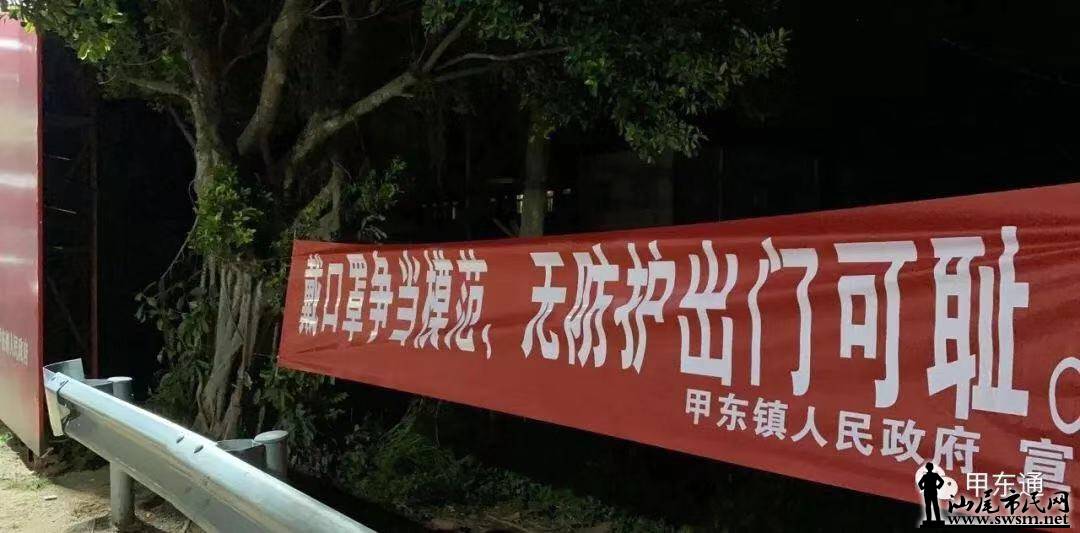 戴口罩争当模范，无防护出门可耻。
甲东镇人民政府 宣
甲东通
汕尾市民网
www.swsm.net